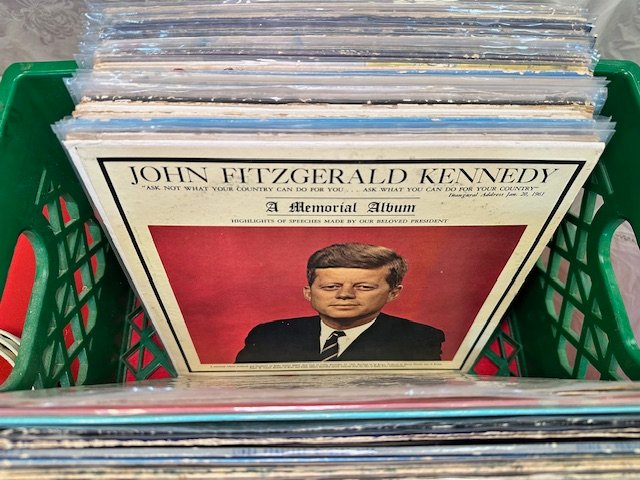 JOHN FITZGERALD KENNEDY
"ASK NOT WHAT YOUR COUNTRY CAN DO FOR YOU . . . ASK WHAT YOU CAN DO FOR YOUR COUNTRY"
Inaugural Address Jan. 20, 1961
A Memorial Album
HIGHLIGHTS OF SPEECHES MADE BY OUR BELOVED PRESIDENT